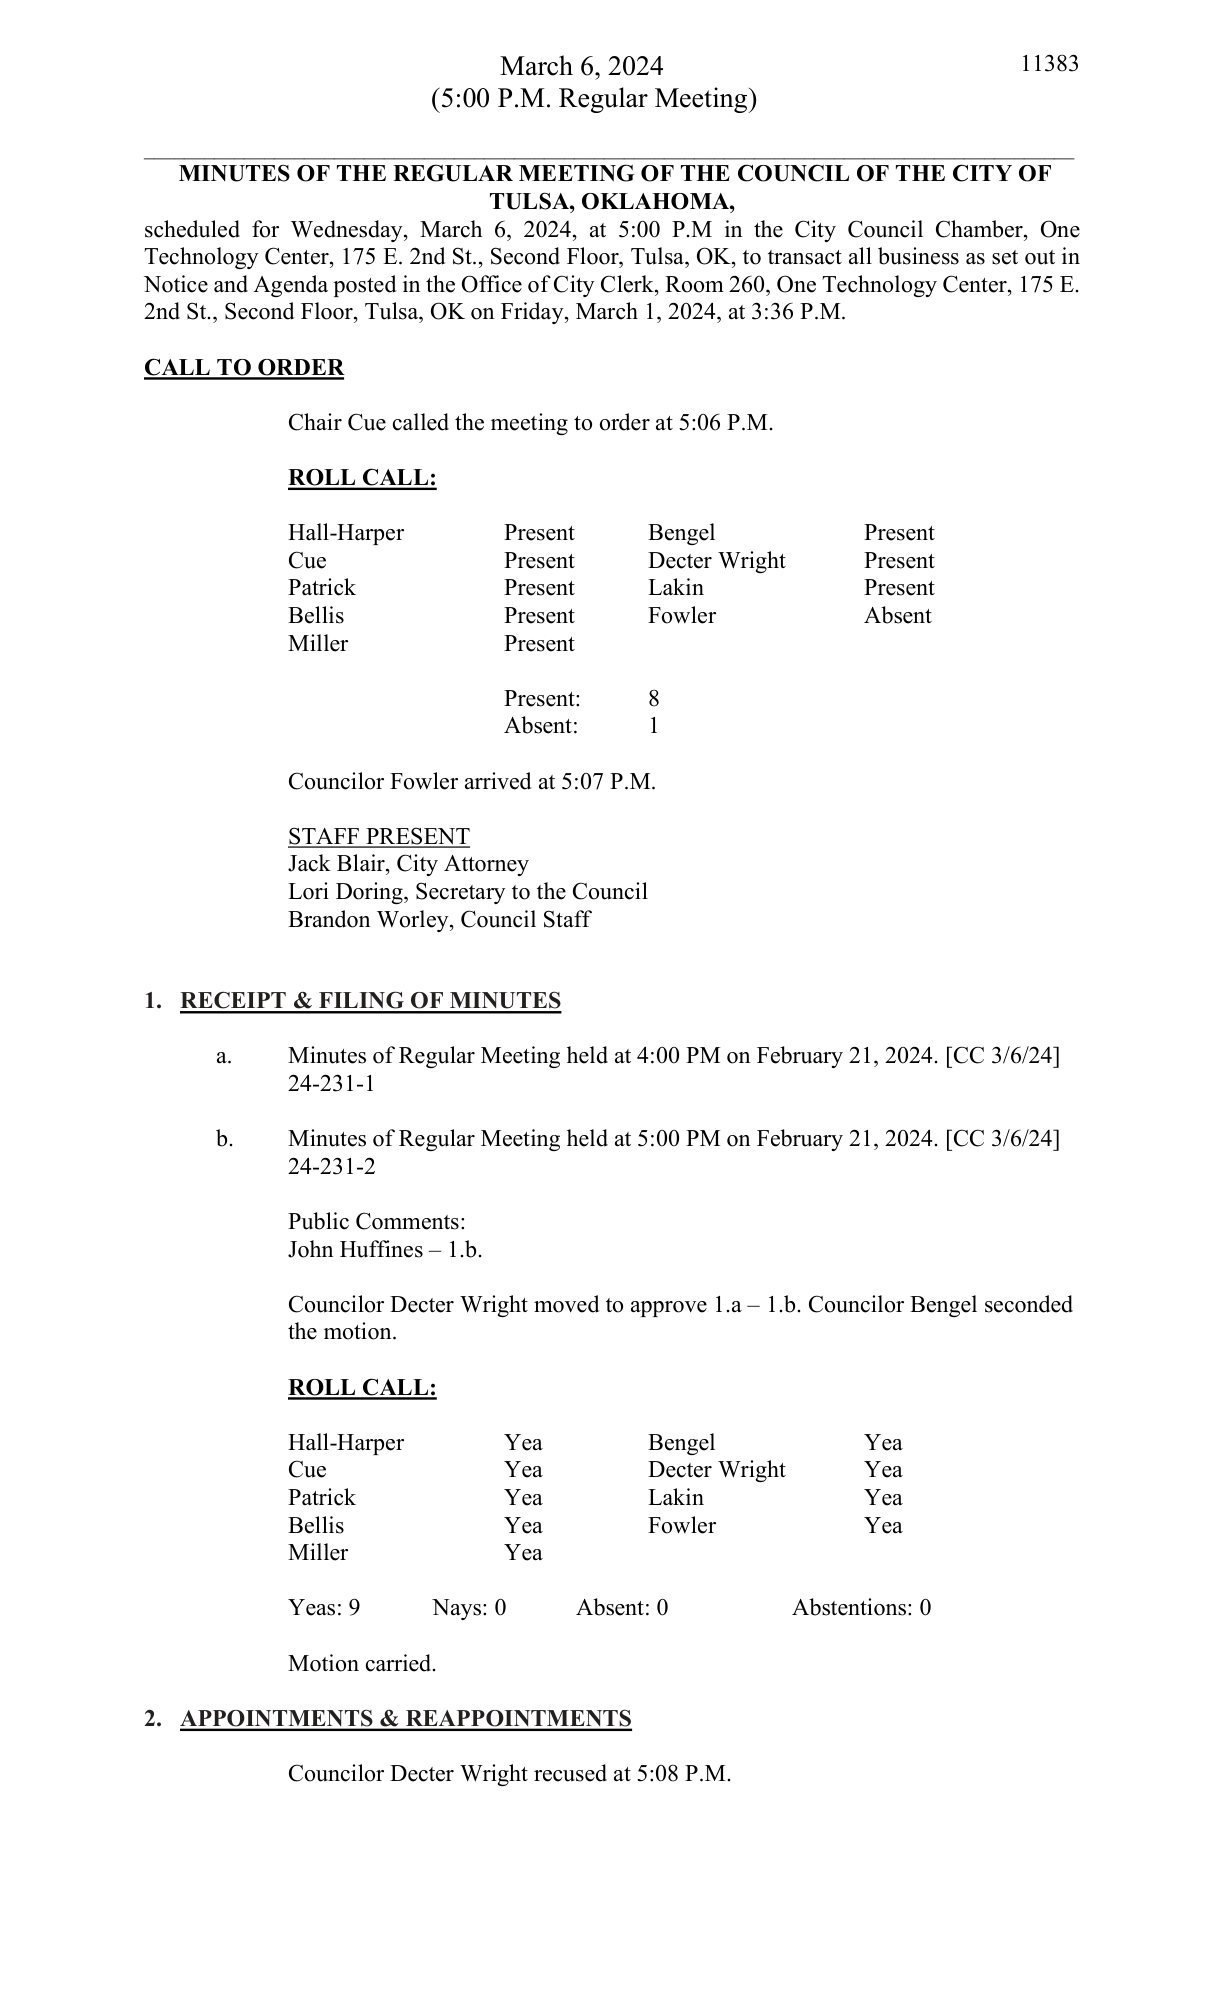 March 6, 2024 11383
(5:00 P.M. Regular Meeting)
MINUTES OF THE REGULAR MEETING OF THE COUNCIL OF THE CITY OF
TULSA, OKLAHOMA,
scheduled for Wednesday, March 6, 2024, at 5:00 P.M in the City Council Chamber, One
Technology Center, 175 E. 2nd St., Second Floor, Tulsa, OK, to transact all business as set out in
Notice and Agenda posted in the Office of City Clerk, Room 260, One Technology Center, 175 E.
2nd St., Second Floor, Tulsa, OK on Friday, March 1, 2024, at 3:36 P.M.
CALL TO ORDER
Chair Cue called the meeting to order at 5:06 P.M.
ROLL CALL:
Hall-Harper Present Bengel Present
Cue Present Decter Wright Present
Patrick Present Lakin Present
Bellis Present Fowler Absent
Miller Present
Present: 8
Absent: 1
Councilor Fowler arrived at 5:07 P.M.
STAFF PRESENT
Jack Blair, City Attorney
Lori Doring, Secretary to the Council
Brandon Worley, Council Staff
1. RECEIPT & FILING OF MINUTES
a. Minutes of Regular Meeting held at 4:00 PM on February 21, 2024. [CC 3/6/24]
24-231-1
b. Minutes of Regular Meeting held at 5:00 PM on February 21, 2024. [CC 3/6/24]
24-231-2
Public Comments:
John Huffines – 1.b.
Councilor Decter Wright moved to approve 1.a – 1.b. Councilor Bengel seconded
the motion.
ROLL CALL:
Hall-Harper Yea Bengel Yea
Cue Yea Decter Wright Yea
Patrick Yea Lakin Yea
Bellis Yea Fowler Yea
Miller Yea
Yeas: 9 Nays: 0 Absent: 0 Abstentions: 0
Motion carried.
2. APPOINTMENTS & REAPPOINTMENTS
Councilor Decter Wright recused at 5:08 P.M.